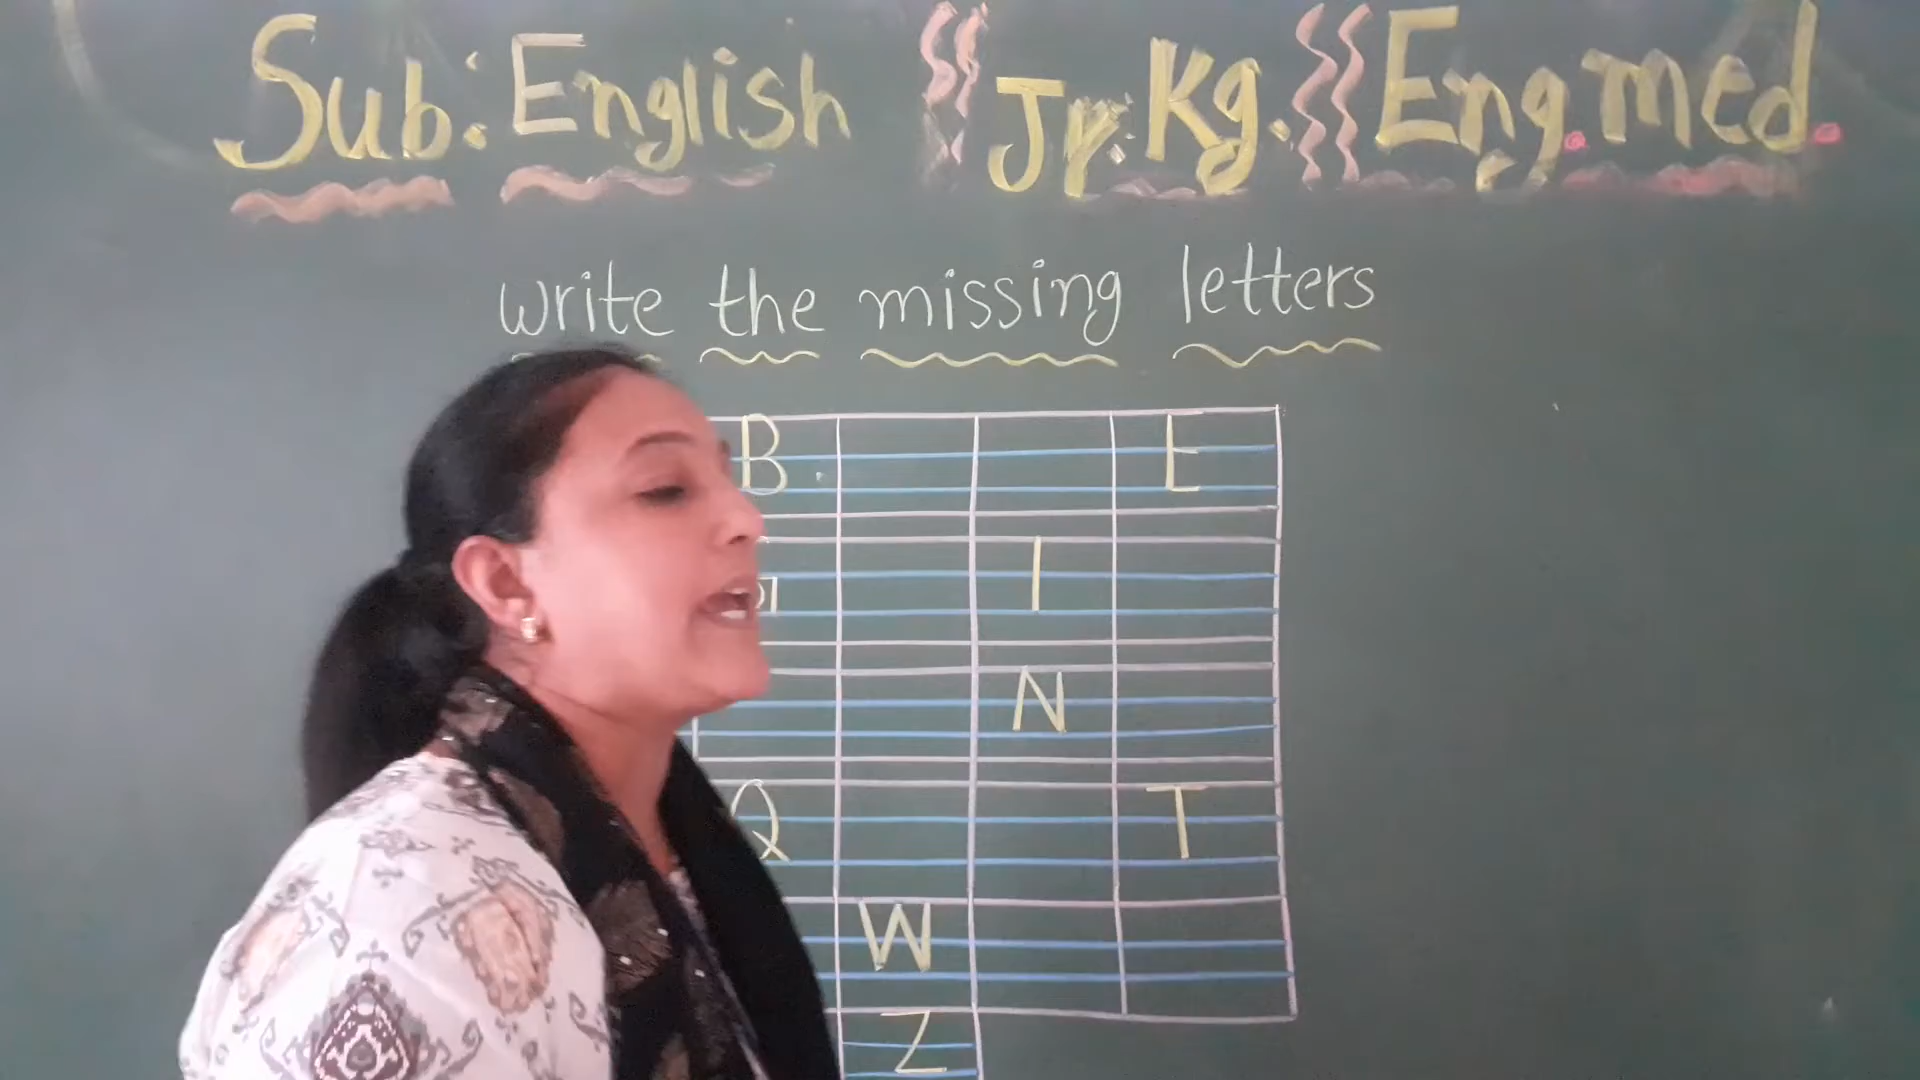 Sub: English Jr. Kg. Eng. med.
write the missing letters
B E
I
N
Q T
W
Z